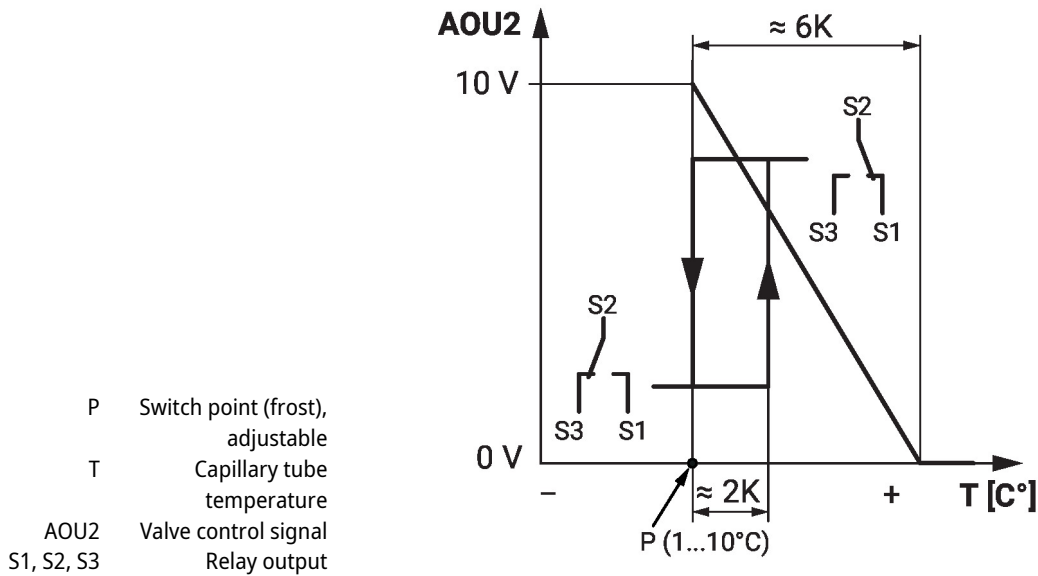 AOU2
≈ 6K
10 V
S2
S3 S1
S2
S3 S1
0 V
− ≈ 2K + T [C°]
P (1...10°C)
P Switch point (frost),
adjustable
T Capillary tube
temperature
AOU2 Valve control signal
S1, S2, S3 Relay output